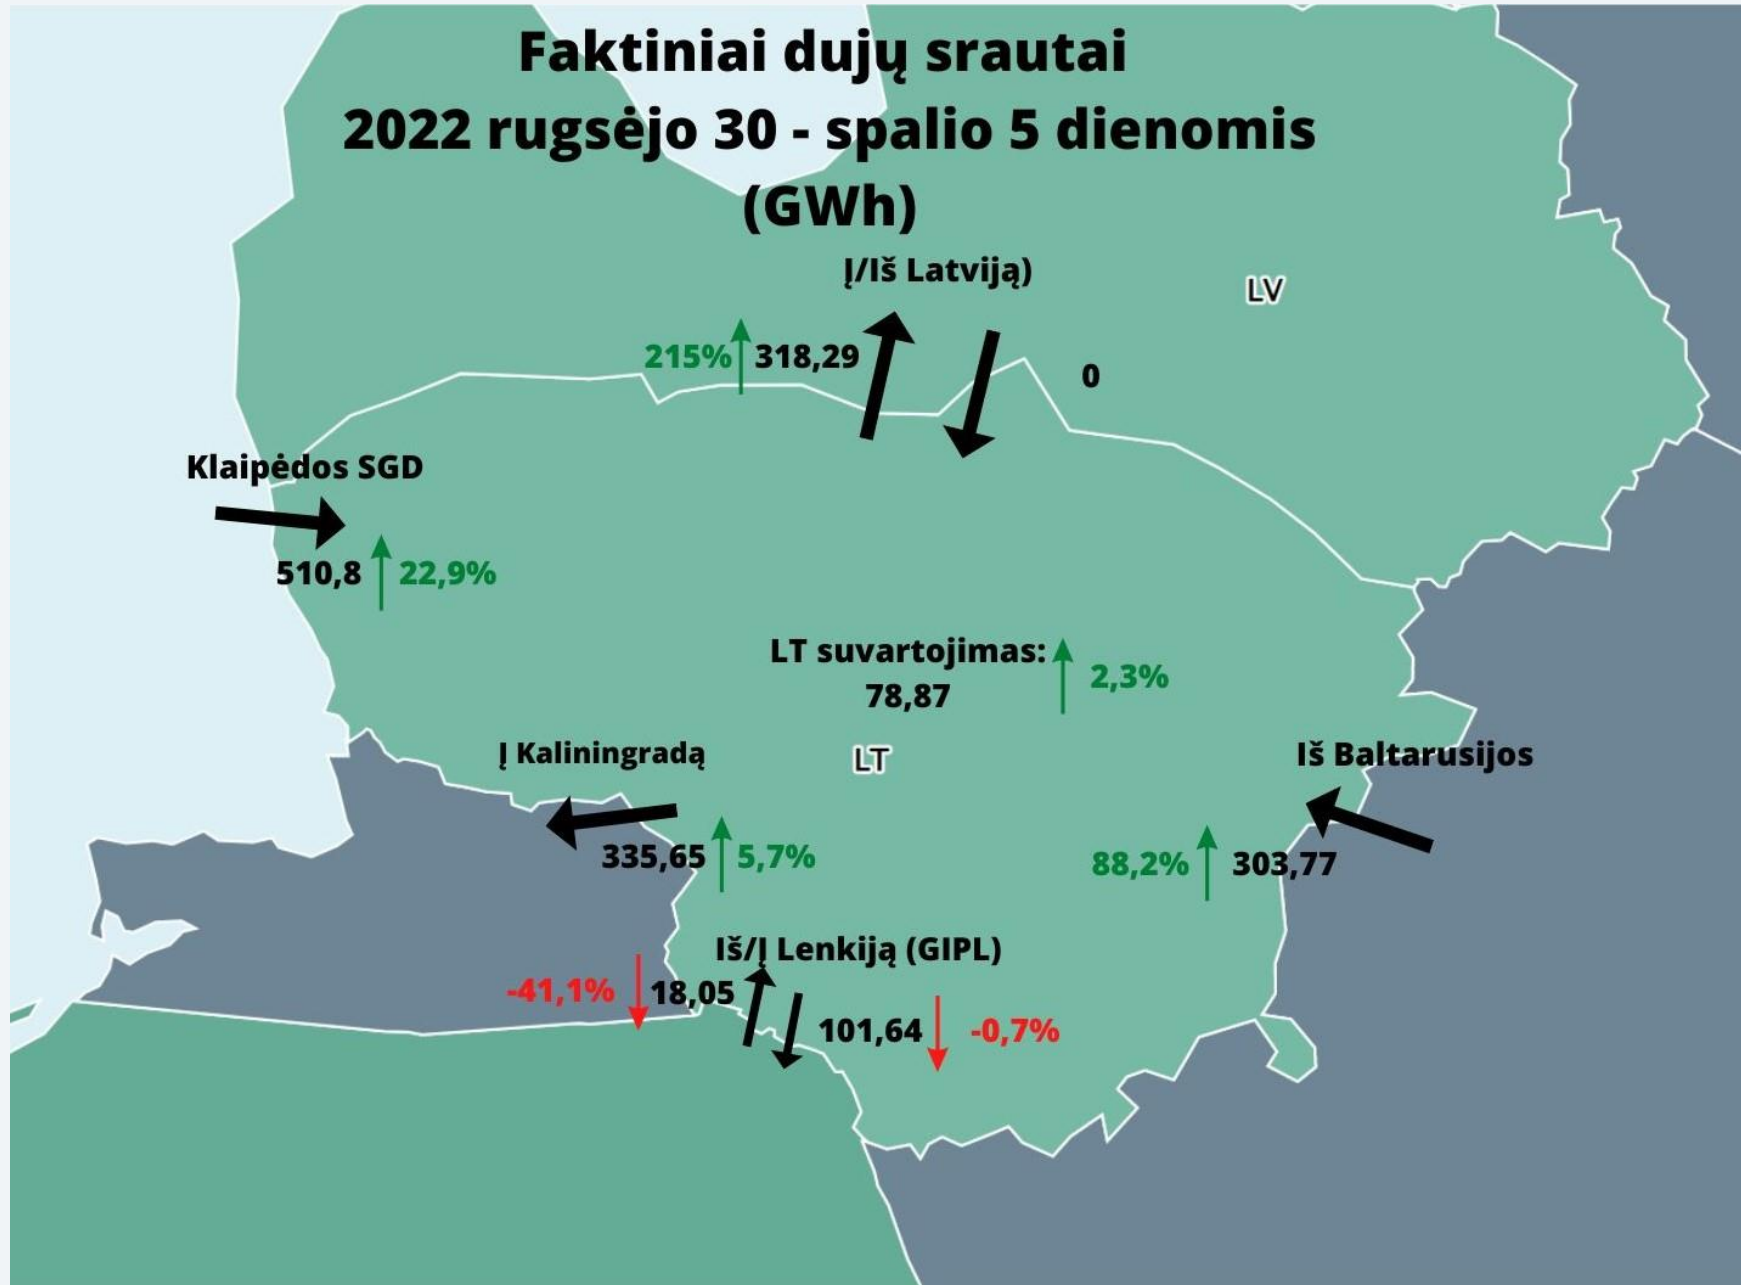 Faktiniai dujų srautai
2022 rugsėjo 30 - spalio 5 dienomis
(GWh)
Į/Iš Latviją)
LV
215% 318,29
0
Klaipėdos SGD
510,8 22,9%
LT suvartojimas:
78,87
2,3%
Į Kaliningradą
LT
Iš Baltarusijos
335,65 5,7%
88,2% 303,77
Iš/Į Lenkiją (GIPL)
-41,1% 18,05
101,64 -0,7%